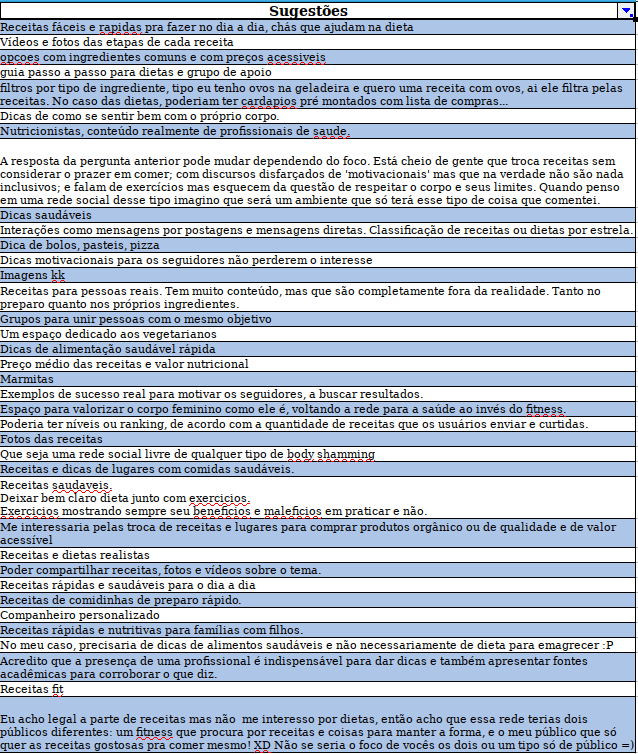 Sugestões
Receitas fáceis e rapidas pra fazer no dia a dia, chás que ajudam na dieta
Vídeos e fotos das etapas de cada receita
opcoes com ingredientes comuns e com preços acessiveis
guia passo a passo para dietas e grupo de apoio
filtros por tipo de ingrediente, tipo eu tenho ovos na geladeira e quero uma receita com ovos, ai ele filtra pelas
receitas. No caso das dietas, poderiam ter cardapios pré montados com lista de compras...
Dicas de como se sentir bem com o próprio corpo.
Nutricionistas, conteúdo realmente de profissionais de saude.
A resposta da pergunta anterior pode mudar dependendo do foco. Está cheio de gente que troca receitas sem
considerar o prazer em comer; com discursos disfarçados de 'motivacionais' mas que na verdade não são nada
inclusivos; e falam de exercícios mas esquecem da questão de respeitar o corpo e seus limites. Quando penso
em uma rede social desse tipo imagino que será um ambiente que só terá esse tipo de coisa que comentei.
Dicas saudáveis
Interações como mensagens por postagens e mensagens diretas. Classificação de receitas ou dietas por estrela.
Dica de bolos, pasteis, pizza
Dicas motivacionais para os seguidores não perderem o interesse
Imagens kk
Receitas para pessoas reais. Tem muito conteúdo, mas que são completamente fora da realidade. Tanto no
preparo quanto nos próprios ingredientes.
Grupos para unir pessoas com o mesmo objetivo
Um espaço dedicado aos vegetarianos
Dicas de alimentação saudável rápida
Preço médio das receitas e valor nutricional
Marmitas
Exemplos de sucesso real para motivar os seguidores, a buscar resultados.
Espaço para valorizar o corpo feminino como ele é, voltando a rede para a saúde ao invés do fitness.
Poderia ter níveis ou ranking, de acordo com a quantidade de receitas que os usuários enviar e curtidas.
Fotos das receitas
Que seja uma rede social livre de qualquer tipo de body shamming
Receitas e dicas de lugares com comidas saudáveis.
Receitas saudaveis.
Deixar bem claro dieta junto com exercicios.
Exercicios mostrando sempre seu beneficios e maleficios em praticar e não.
Me interessaria pelas troca de receitas e lugares para comprar produtos orgânico ou de qualidade e de valor
acessível
Receitas e dietas realistas
Poder compartilhar receitas, fotos e vídeos sobre o tema.
Receitas rápidas e saudáveis para o dia a dia
Receitas de comidinhas de preparo rápido.
Companheiro personalizado
Receitas rápidas e nutritivas para famílias com filhos.
No meu caso, precisaria de dicas de alimentos saudáveis e não necessariamente de dieta para emagrecer :P
Acredito que a presença de uma profissional é indispensável para dar dicas e também apresentar fontes
acadêmicas para corroborar o que diz.
Receitas fit
Eu acho legal a parte de receitas mas não  me interesso por dietas, então acho que essa rede terias dois
públicos diferentes: um fitness que procura por receitas e coisas para manter a forma, e o meu público que só
quer as receitas gostosas pra comer mesmo! XD Não se seria o foco de vocês os dois ou um tipo só de público =)